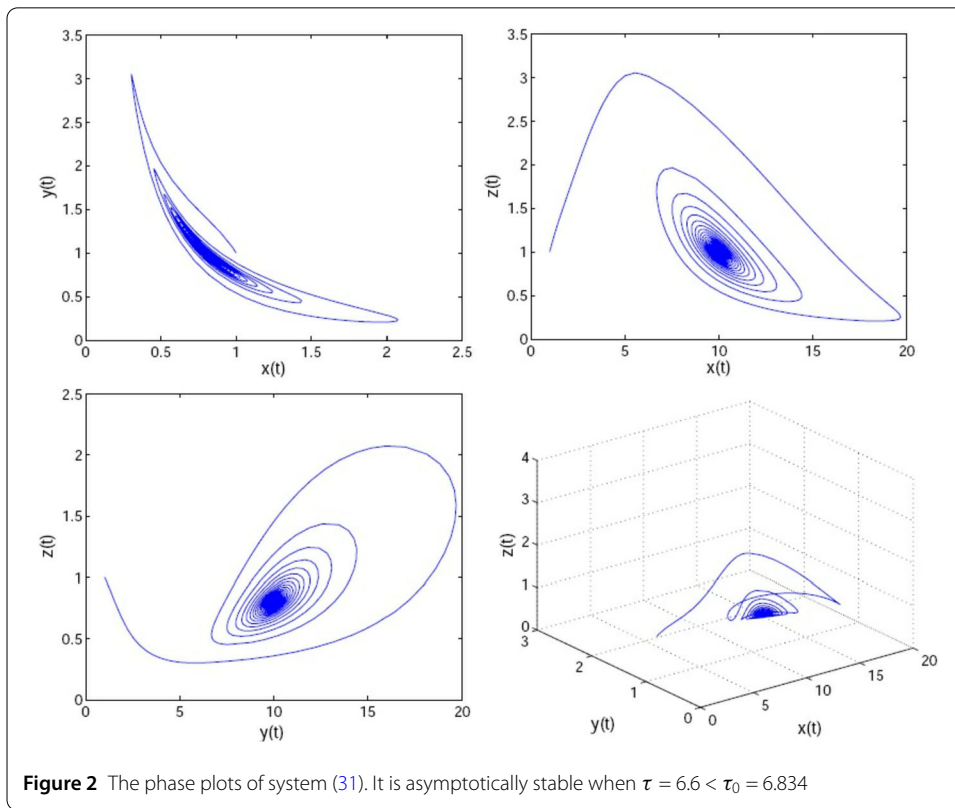 3.5
3
2.5
2
1.5
1
0.5
0
y(t)
0 0.5 1 1.5 2 2.5
x(t)
3.5
3
2.5
2
1.5
1
0.5
0
z(t)
0 5 10 15 20
x(t)
2.5
2
1.5
1
0.5
0
z(t)
0 5 10 15 20
y(t)
4
3
2
1
0
z(t)
3
2
1
0
y(t)
0
5
10
15
20
x(t)
Figure 2 The phase plots of system (31). It is asymptotically stable when τ = 6.6 < τ₀ = 6.834